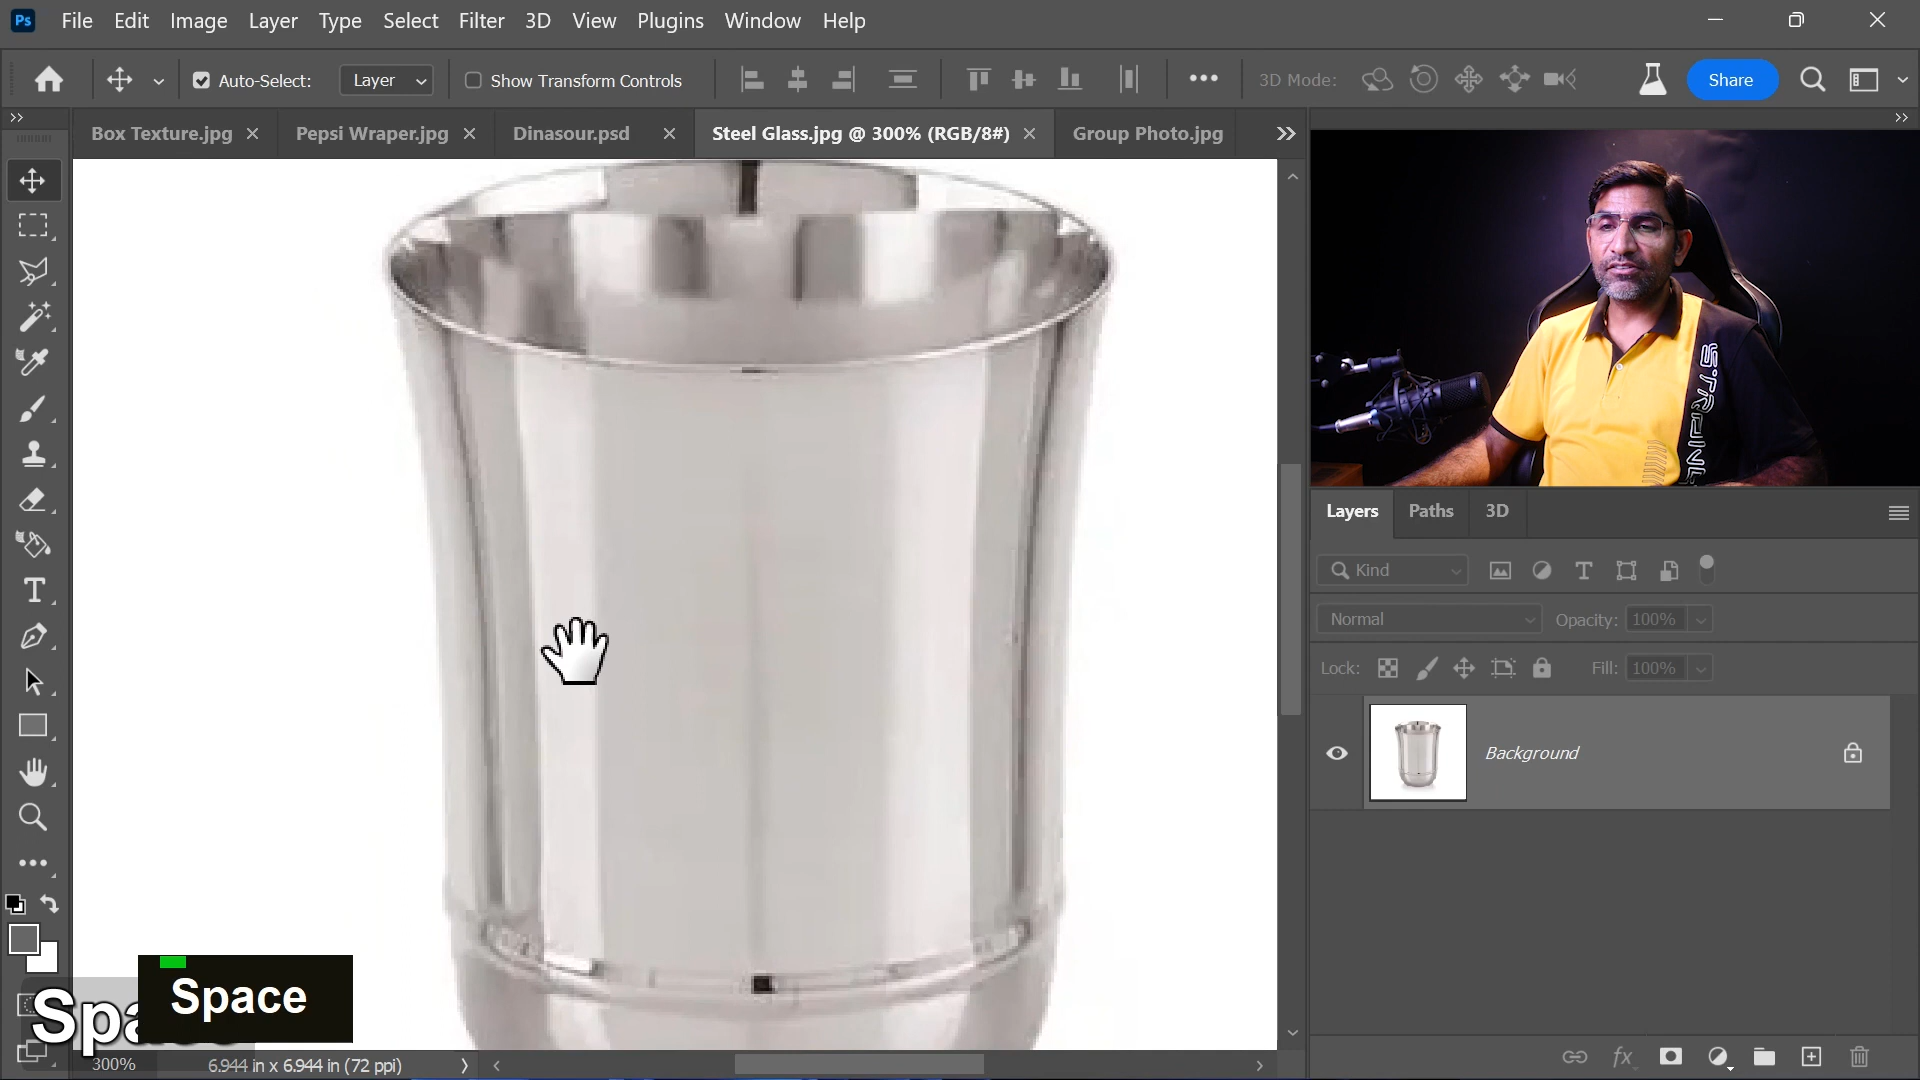 Ps File Edit Image Layer Type Select Filter 3D View Plugins Window Help
Auto-Select: Layer Show Transform Controls 3D Mode: Share
Box Texture.jpg Pepsi Wraper.jpg Dinasour.psd Steel Glass.jpg @ 300% (RGB/8#) Group Photo.jpg
Layers Paths 3D
Kind
Normal Opacity: 100%
Lock: Fill: 100%
Background
Space
Spa
300% 6.944 in x 6.944 in (72 ppi)